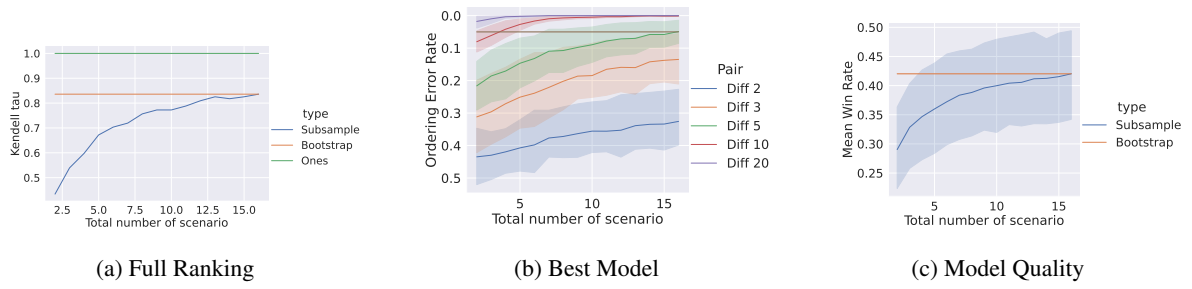 1.0
0.9
0.8
0.7
0.6
0.5
Kendell tau
2.5 5.0 7.5 10.0 12.5 15.0
Total number of scenario
type
Subsample
Bootstrap
Ones
(a) Full Ranking
0.0
0.1
0.2
0.3
0.4
0.5
Ordering Error Rate
5 10 15
Total number of scenario
Pair
Diff 2
Diff 3
Diff 5
Diff 10
Diff 20
(b) Best Model
0.50
0.45
0.40
0.35
0.30
0.25
Mean Win Rate
5 10 15
Total number of scenario
type
Subsample
Bootstrap
(c) Model Quality